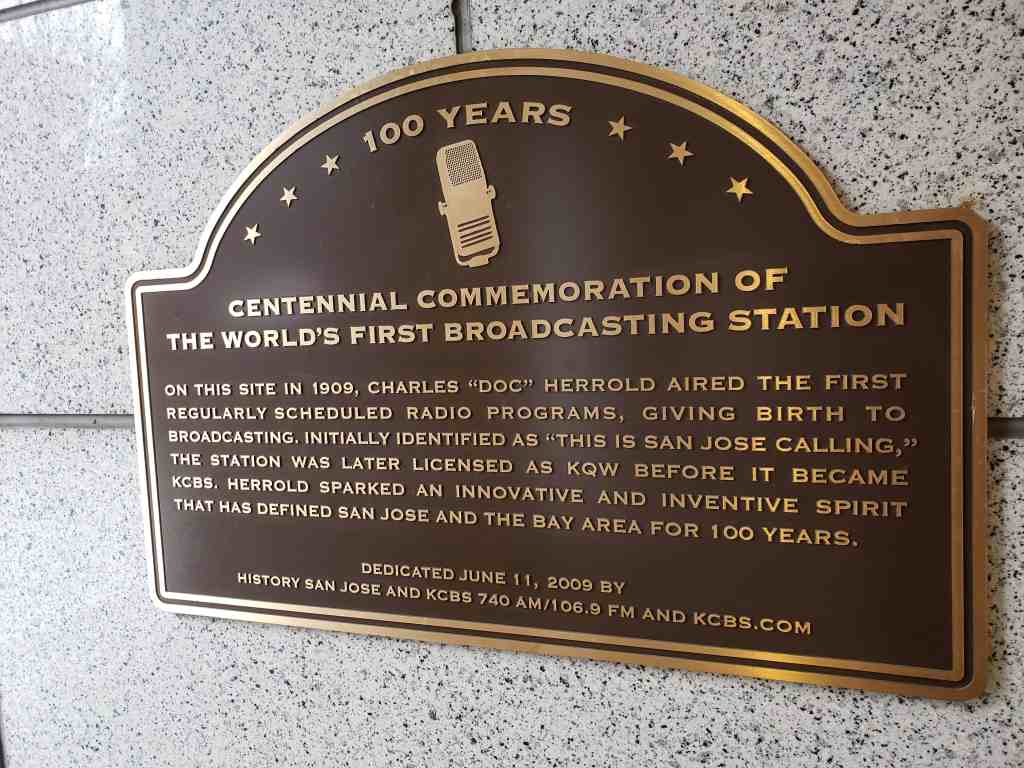 100 YEARS
CENTENNIAL COMMEMORATION OF
THE WORLD'S FIRST BROADCASTING STATION
ON THIS SITE IN 1909, CHARLES "DOC" HERROLD AIRED THE FIRST
REGULARLY SCHEDULED RADIO PROGRAMS, GIVING BIRTH TO
BROADCASTING. INITIALLY IDENTIFIED AS "THIS IS SAN JOSE CALLING,"
THE STATION WAS LATER LICENSED AS KQW BEFORE IT BECAME
KCBS. HERROLD SPARKED AN INNOVATIVE AND INVENTIVE SPIRIT
THAT HAS DEFINED SAN JOSE AND THE BAY AREA FOR 100 YEARS.
DEDICATED JUNE 11, 2009 BY
HISTORY SAN JOSE AND KCBS 740 AM/106.9 FM AND KCBS.COM